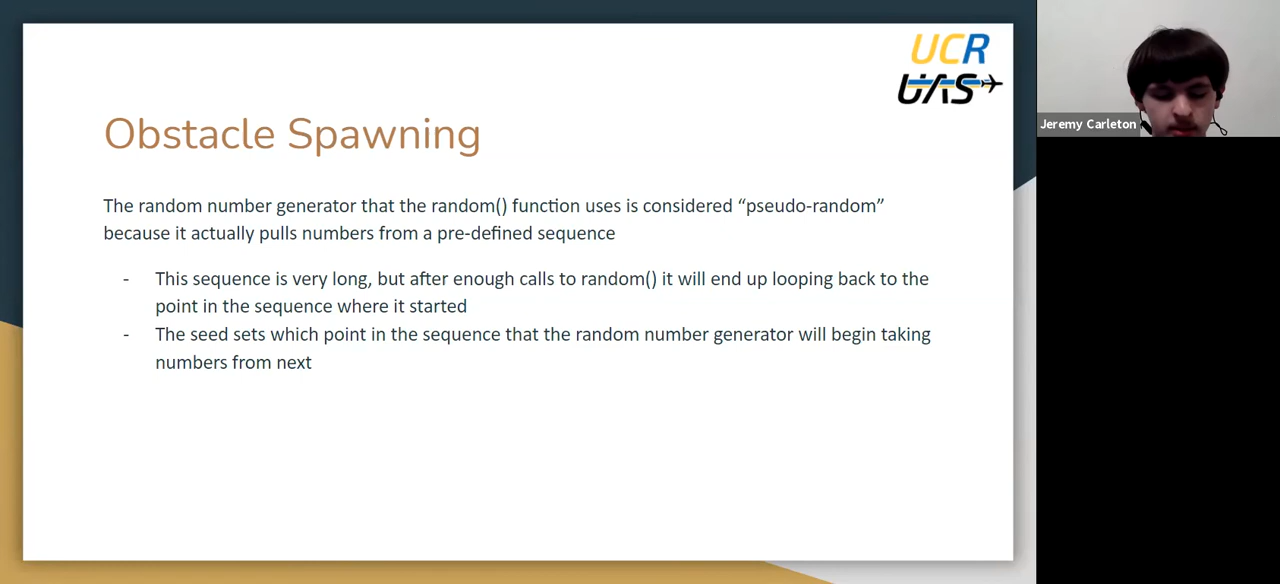 UCR
UAS
Obstacle Spawning
The random number generator that the random() function uses is considered “pseudo-random”
because it actually pulls numbers from a pre-defined sequence
- This sequence is very long, but after enough calls to random() it will end up looping back to the
point in the sequence where it started
- The seed sets which point in the sequence that the random number generator will begin taking
numbers from next
Jeremy Carleton